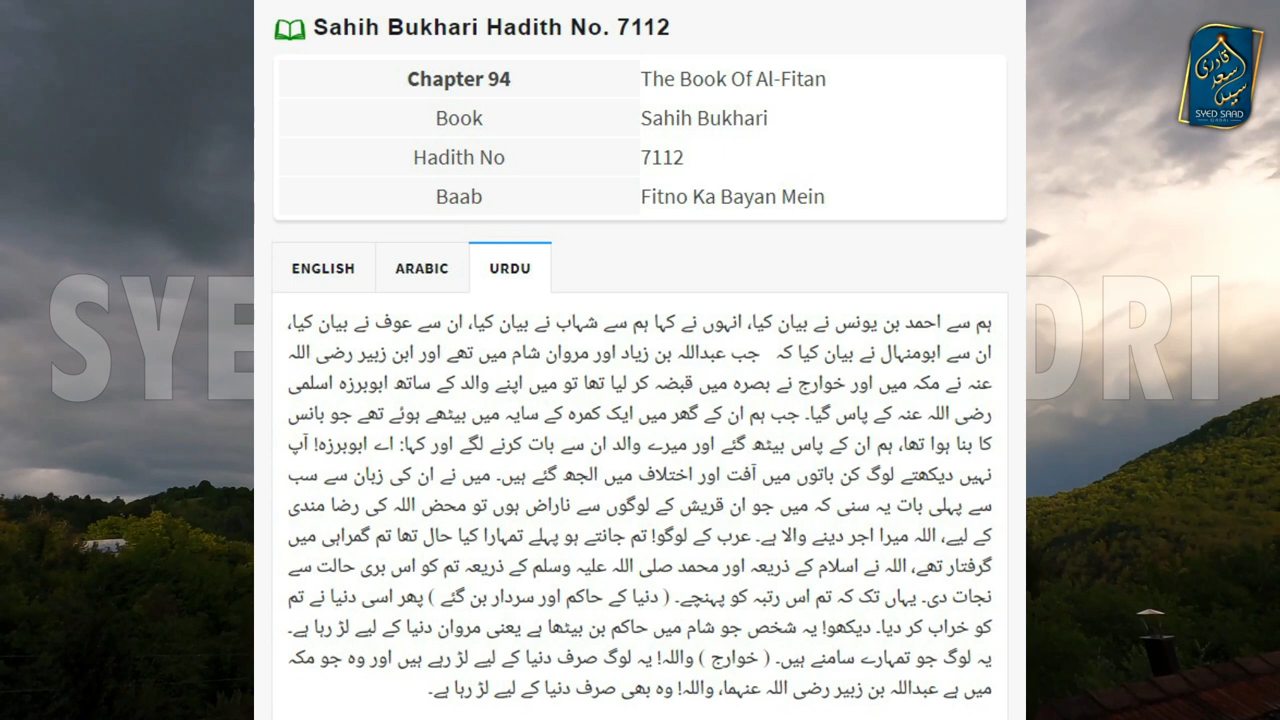 Sahih Bukhari Hadith No. 7112
Chapter 94 The Book Of Al-Fitan
Book Sahih Bukhari
Hadith No 7112
Baab Fitno Ka Bayan Mein
ENGLISH ARABIC URDU
ہم سے احمد بن یونس نے بیان کیا، انہوں نے کہا ہم سے شہاب نے بیان کیا، ان سے عوف نے بیان کیا،
ان سے ابومنہال نے بیان کیا کہ جب عبداللہ بن زیاد اور مروان شام میں تھے اور ابن زبیر رضی اللہ
عنہ نے مکہ میں اور خوارج نے بصرہ میں قبضہ کر لیا تھا تو میں اپنے والد کے ساتھ ابوبرزہ اسلمی
رضی اللہ عنہ کے پاس گیا۔ جب ہم ان کے گھر میں ایک کمرہ کے سایہ میں بیٹھے ہوئے تھے جو بانس
کا بنا ہوا تھا، ہم ان کے پاس بیٹھ گئے اور میرے والد ان سے بات کرنے لگے اور کہا: اے ابوبرزہ! آپ
نہیں دیکھتے لوگ کن باتوں میں آفت اور اختلاف میں الجھ گئے ہیں۔ میں نے ان کی زبان سے سب
سے پہلی بات یہ سنی کہ میں جو ان قریش کے لوگوں سے ناراض ہوں تو محض اللہ کی رضا مندی
کے لیے، اللہ میرا اجر دینے والا ہے۔ عرب کے لوگو! تم جانتے ہو پہلے تمہارا کیا حال تھا تم گمراہی میں
گرفتار تھے، اللہ نے اسلام کے ذریعہ اور محمد صلی اللہ علیہ وسلم کے ذریعہ تم کو اس بری حالت سے
نجات دی۔ یہاں تک کہ تم اس رتبہ کو پہنچے۔ ( دنیا کے حاکم اور سردار بن گئے ) پھر اسی دنیا نے تم
کو خراب کر دیا۔ دیکھو! یہ شخص جو شام میں حاکم بن بیٹھا ہے یعنی مروان دنیا کے لیے لڑ رہا ہے۔
یہ لوگ جو تمہارے سامنے ہیں۔ ( خوارج ) واللہ! یہ لوگ صرف دنیا کے لیے لڑ رہے ہیں اور وہ جو مکہ
میں ہے عبداللہ بن زبیر رضی اللہ عنہما، واللہ! وہ بھی صرف دنیا کے لیے لڑ رہا ہے۔
سید سعد قادری
SYED SAAD
QADRI
SYE DRI